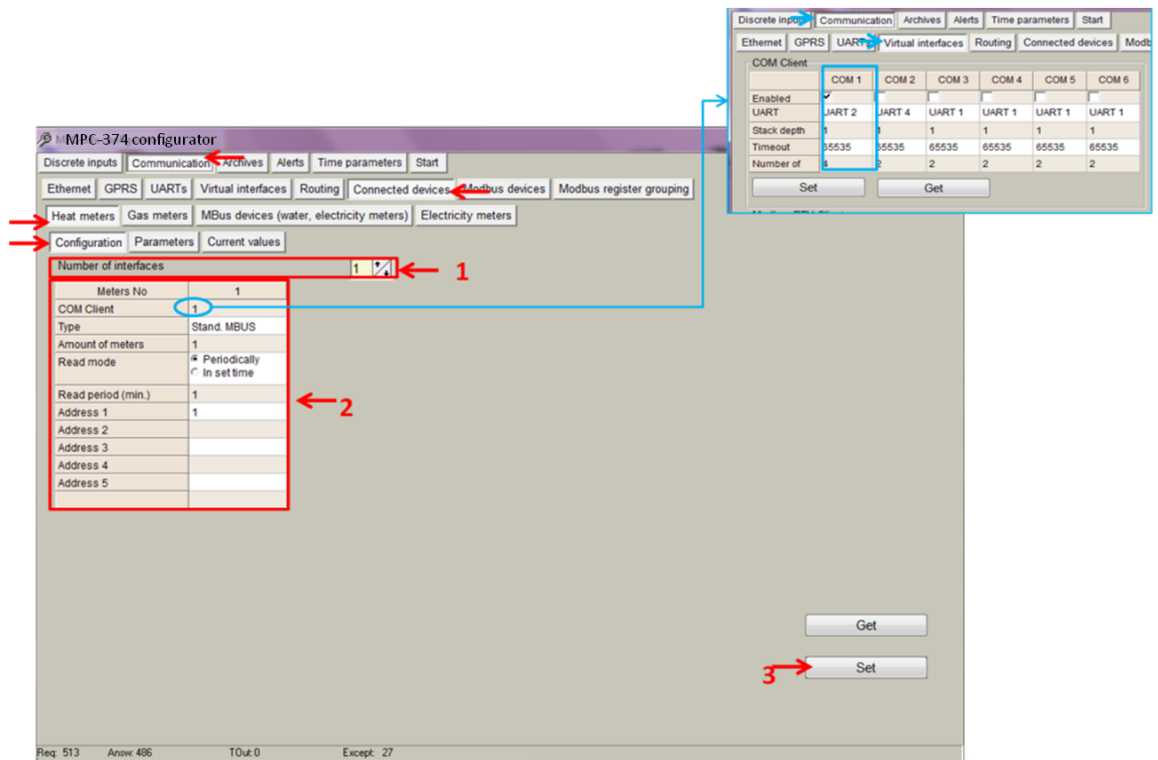 Discrete inputs Communication Archives Alerts Time parameters Start
Ethernet GPRS UARTs Virtual interfaces Routing Connected devices Modb
COM Client
COM 1 COM 2 COM 3 COM 4 COM 5 COM 6
Enabled
UART UART 2 UART 4 UART 1 UART 1 UART 1 UART 1
Stack depth 1 1 1 1 1 1
Timeout 65535 65535 65535 65535 65535 65535
Number of 4 2 2 2 2 2
Set Get
MPC-374 configurator
Discrete inputs Communication Archives Alerts Time parameters Start
Ethernet GPRS UARTs Virtual interfaces Routing Connected devices Modbus devices Modbus register grouping
Heat meters Gas meters MBus devices (water, electricity meters) Electricity meters
Configuration Parameters Current values
Number of interfaces 1 1
Meters No 1
COM Client 1
Type Stand. MBUS
Amount of meters 1
Read mode Periodically
In set time
Read period (min.) 1
2
Address 1 1
Address 2
Address 3
Address 4
Address 5
Get
3 Set
Req: 513 Answ: 486 TOut: 0 Except: 27